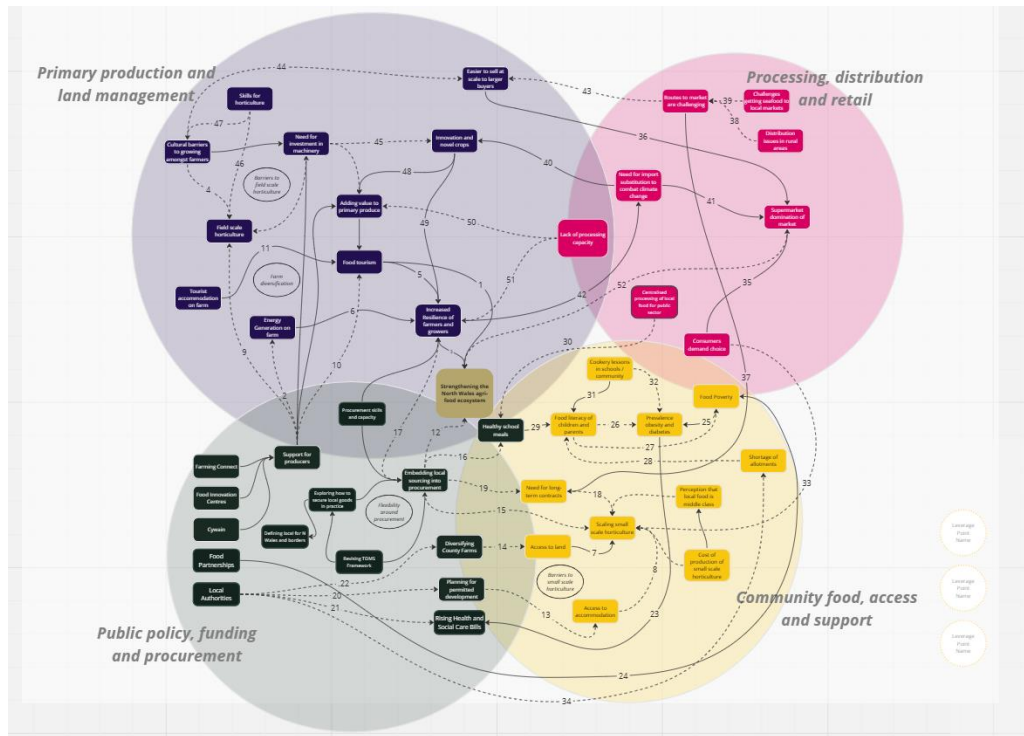 Primary production and
land management
Processing, distribution
and retail
Public policy, funding
and procurement
Community food, access
and support
44
Easier to sell at
scale to larger
buyers
43
Skills for
horticulture
47
Cultural barriers
to growing
amongst farmers
46
4
Need for
investment in
machinery
45
Innovation and
novel crops
Barriers to
field scale
horticulture
48
Adding value to
primary produce
50
49
Field scale
horticulture
11
Food tourism
5
1
Farm
diversification
Tourist
accommodation
on farm
Energy
Generation on
farm
6
Increased
Resilience of
farmers and
growers
51
9
10
2
Routes to market
are challenging
39
Challenges
getting seafood to
local markets
38
Distribution
issues in rural
areas
36
40
Need for import
substitution to
combat climate
change
41
Supermarket
domination of
market
Lack of processing
capacity
42
52
Centralised
processing of local
food for public
sector
35
30
Consumers
demand choice
37
Strengthening the
North Wales agri-
food ecosystem
Procurement skills
and capacity
17
12
Healthy school
meals
29
16
Cookery lessons
in schools /
community
32
31
Food literacy of
children and
parents
26
Prevalence
obesity and
diabetes
25
Food Poverty
27
28
Shortage of
allotments
33
Farming Connect
Support for
producers
Food Innovation
Centres
Cywain
Food
Partnerships
Local
Authorities
Exploring how to
secure local goods
in practice
Defining local for N
Wales and borders
Embedding local
sourcing into
procurement
19
15
Flexibility
around
procurement
Reviving TOMS
Framework
Need for long-
term contracts
18
Perception that
local food is
middle class
Scaling small
scale horticulture
7
Access to land
14
Diversifying
County Farms
22
20
21
Planning for
permitted
development
13
Rising Health and
Social Care Bills
Barriers to
small scale
horticulture
8
Cost of
production of
small scale
horticulture
Access to
accommodation
23
24
34
Leverage
Point
Name
Leverage
Point
Name
Leverage
Point
Name